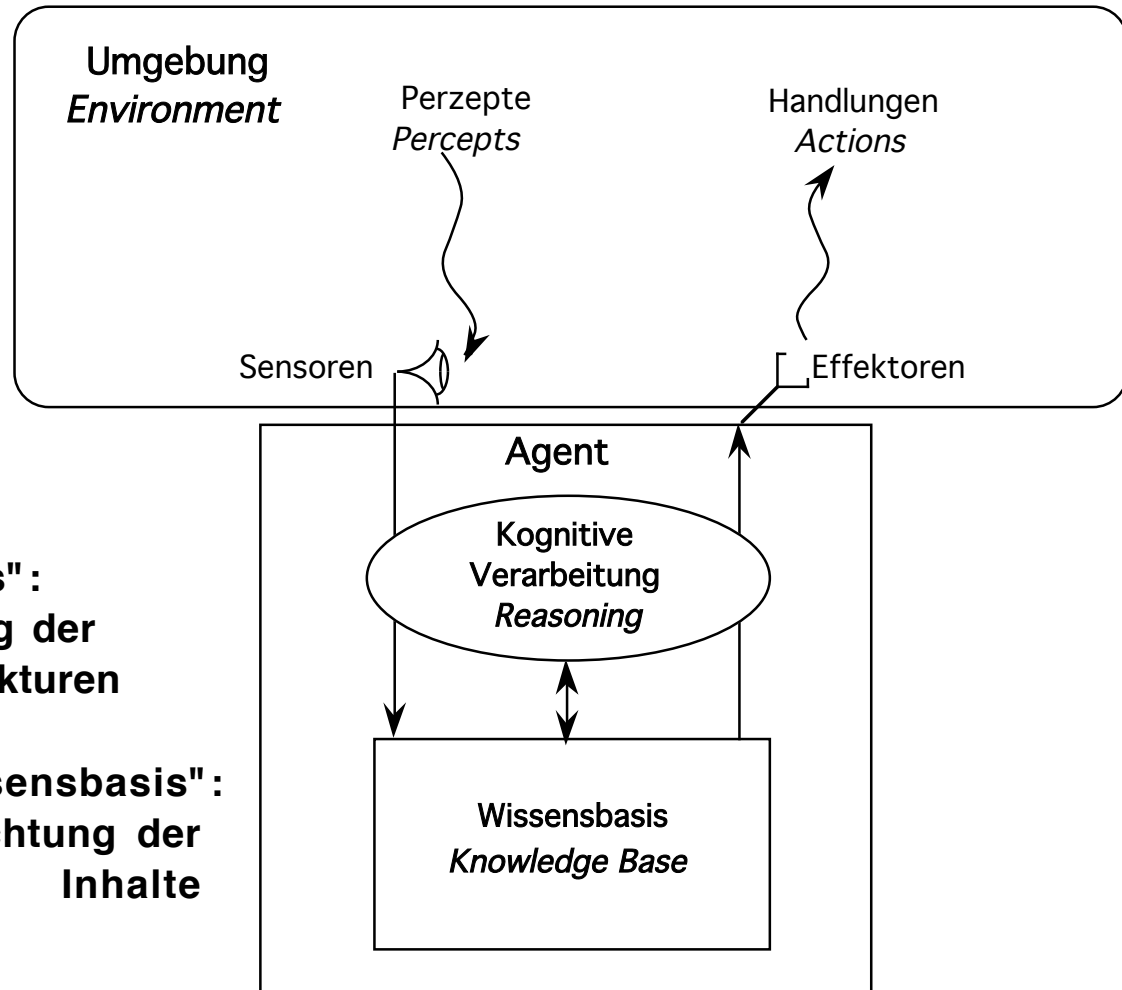 Umgebung
Environment
Perzepte
Percepts
Handlungen
Actions
Sensoren
Effektoren
Agent
Kognitive
Verarbeitung
Reasoning
s":
g der
kturen
sensbasis":
htung der
Inhalte
Wissensbasis
Knowledge Base